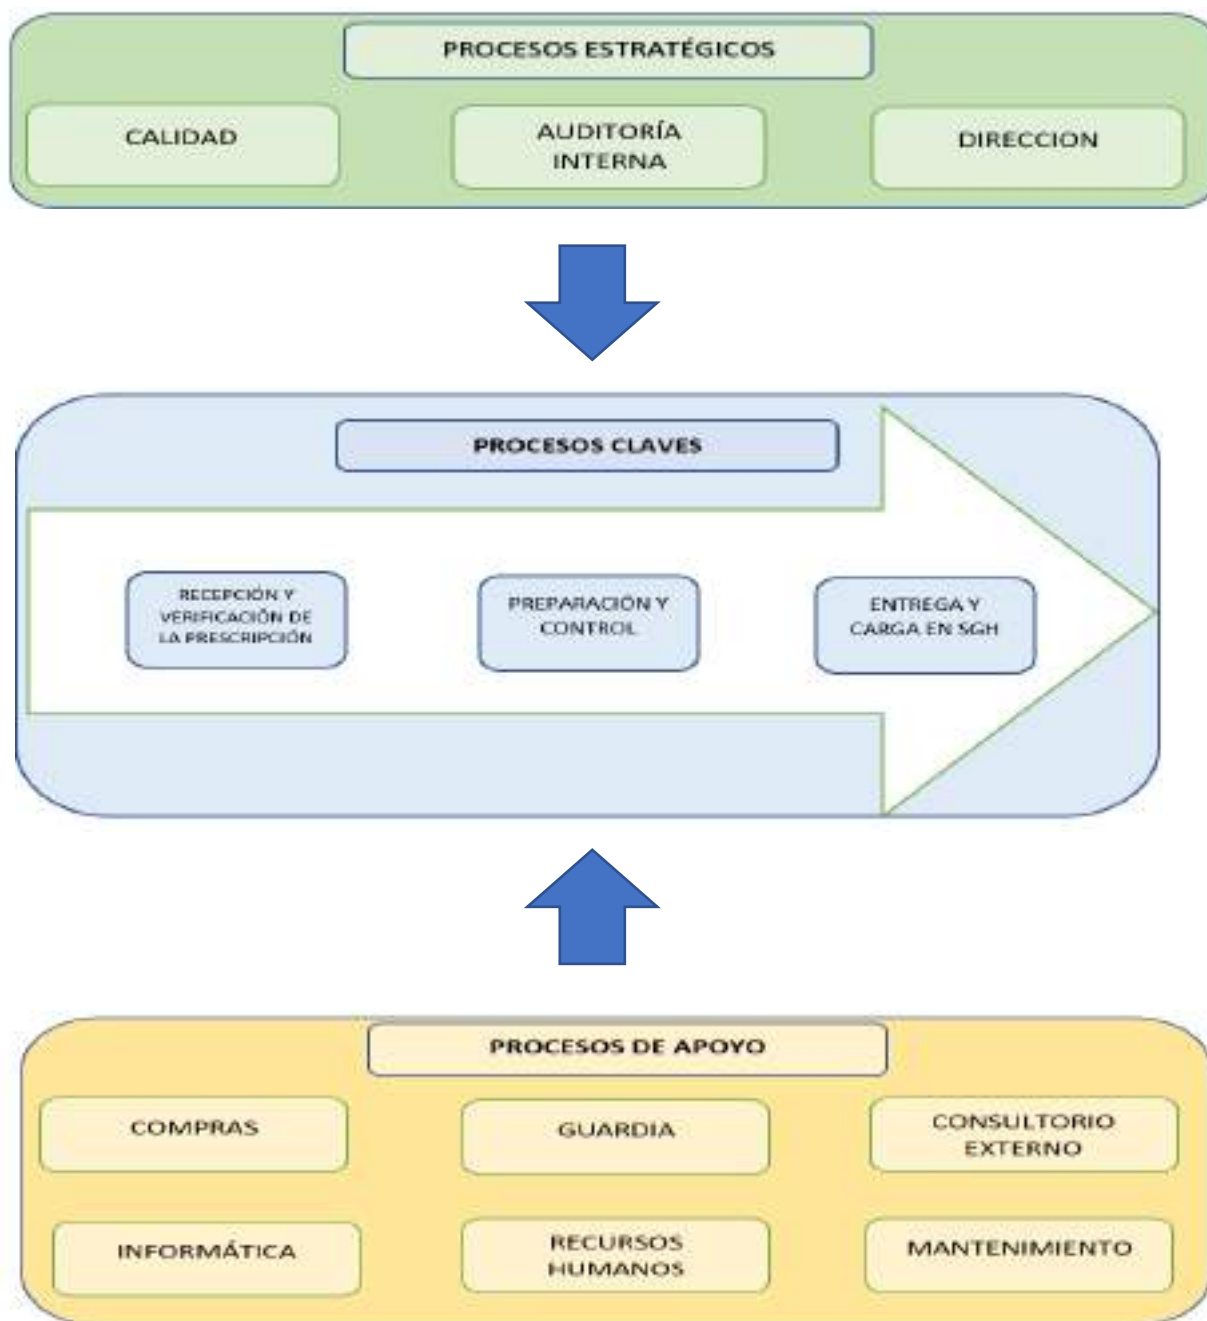 PROCESOS ESTRATÉGICOS
CALIDAD
AUDITORÍA
INTERNA
DIRECCION
PROCESOS CLAVES
RECEPCIÓN Y
VERIFICACIÓN DE
LA PRESCRIPCIÓN
PREPARACIÓN Y
CONTROL
ENTREGA Y
CARGA EN SGH
PROCESOS DE APOYO
COMPRAS
GUARDIA
CONSULTORIO
EXTERNO
INFORMÁTICA
RECURSOS
HUMANOS
MANTENIMIENTO